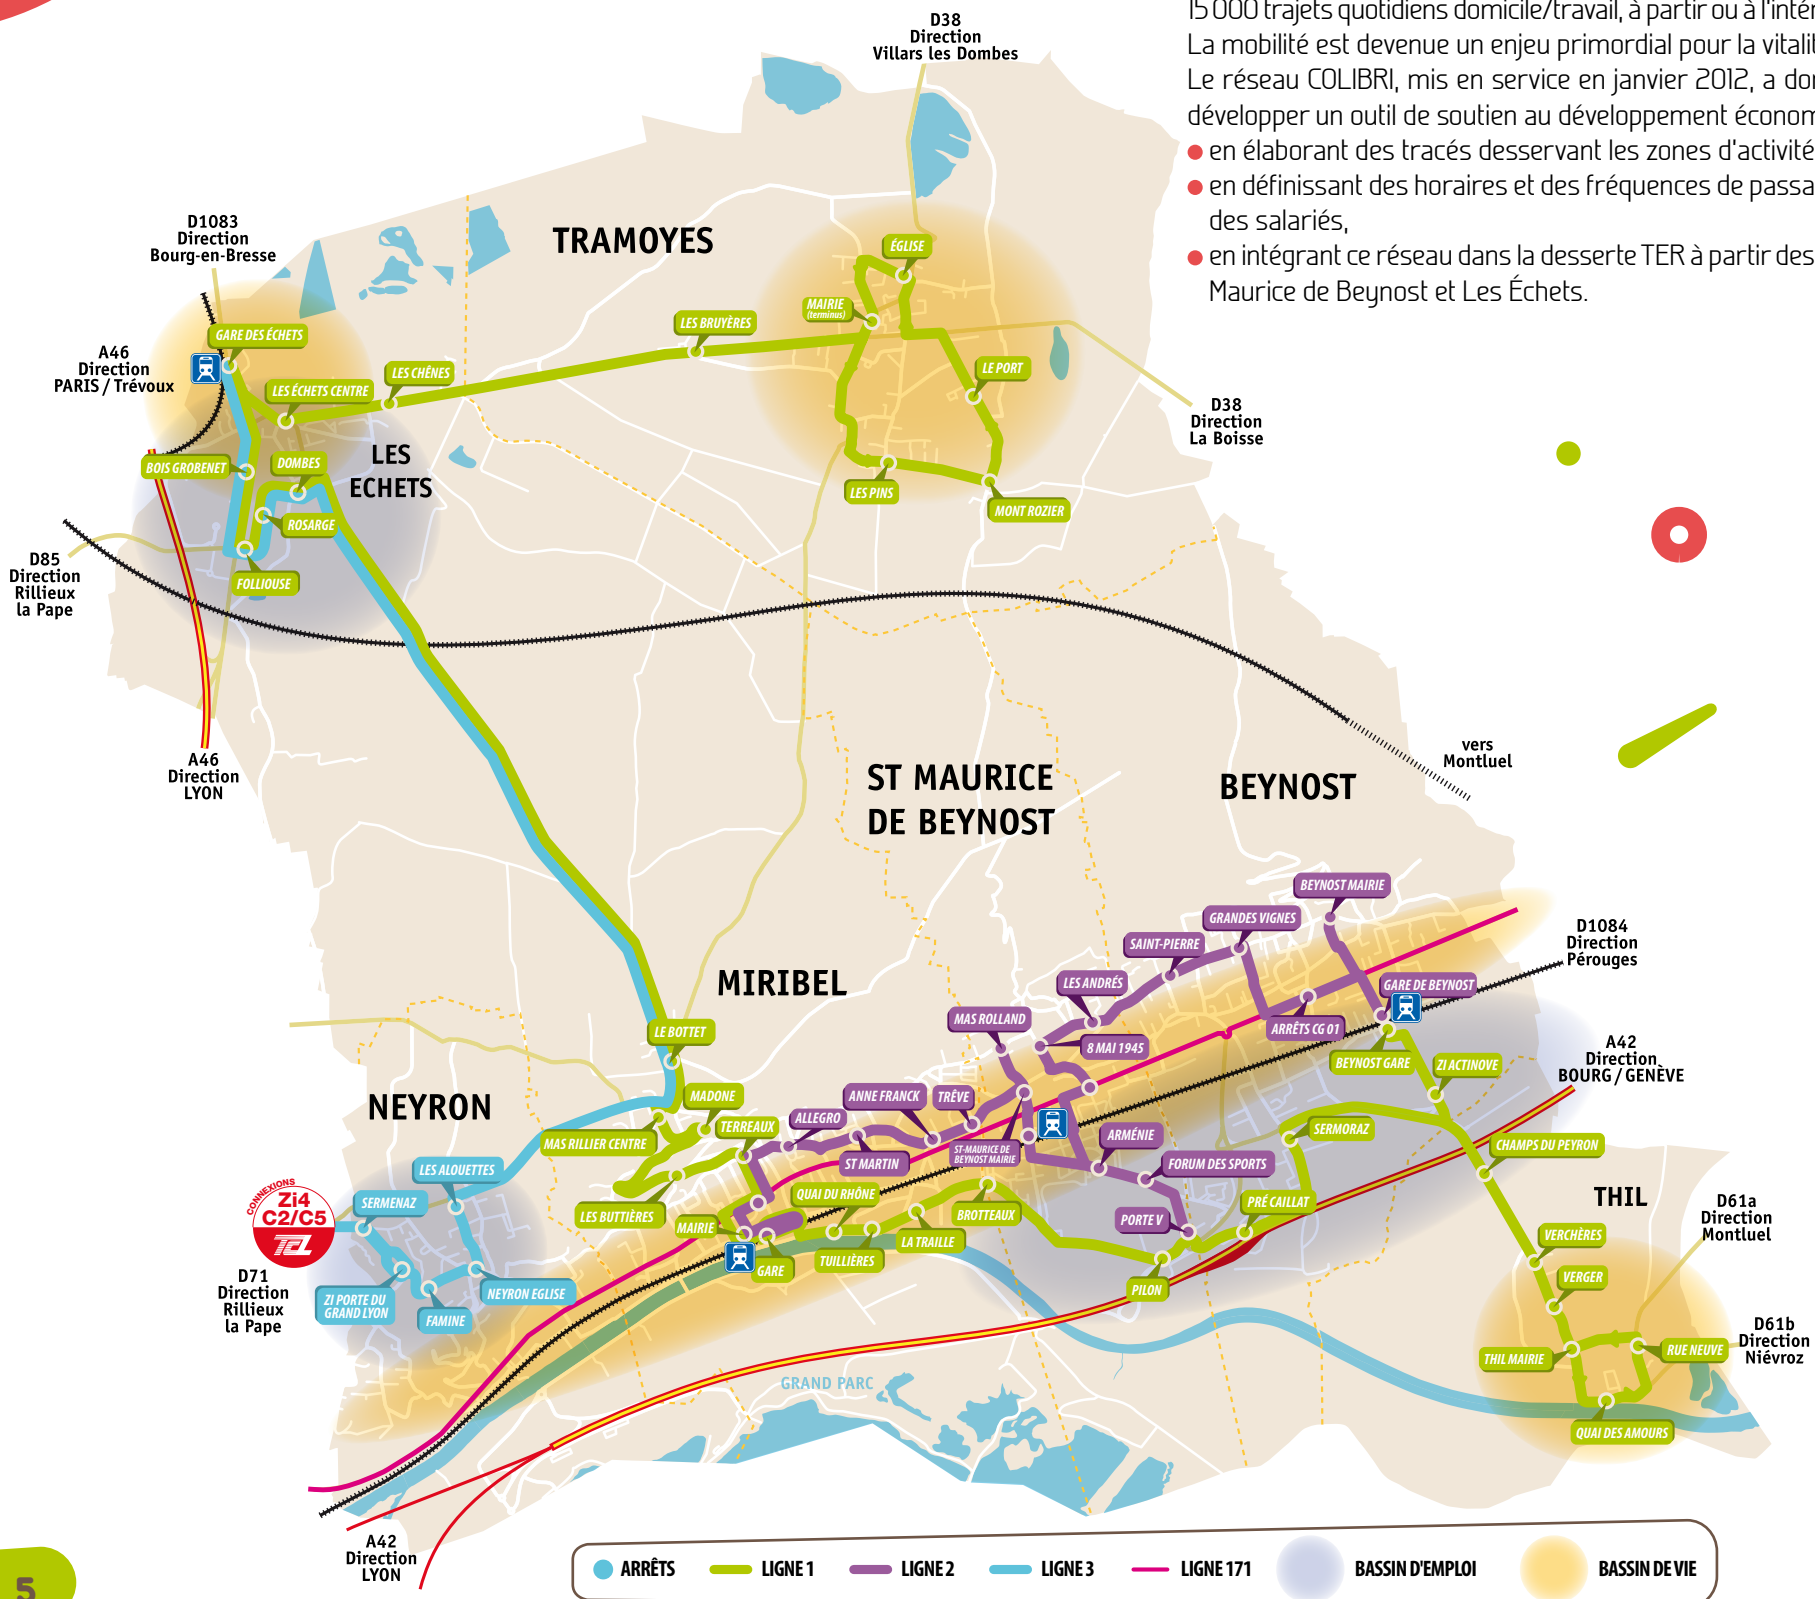 15 000 trajets quotidiens domicile/travail, à partir ou à l'intér
La mobilité est devenue un enjeu primordial pour la vitalit
Le réseau COLIBRI, mis en service en janvier 2012, a don
développer un outil de soutien au développement économ
en élaborant des tracés desservant les zones d'activité
en définissant des horaires et des fréquences de passa
des salariés,
en intégrant ce réseau dans la desserte TER à partir des
Maurice de Beynost et Les Échets.
D38
Direction
Villars les Dombes
D1083
Direction
Bourg-en-Bresse
TRAMOYES
ÉGLISE
MAIRIE
(terminus)
LES BRUYÈRES
GARE DES ÉCHETS
A46
Direction
PARIS / Trévoux
LES ÉCHETS CENTRE
LES CHÊNES
LE PORT
D38
Direction
La Boisse
BOIS GROBENET
DOMBES
LES
ECHETS
ROSARGE
FOLLIOUSE
LES PINS
MONT ROZIER
D85
Direction
Rillieux
la Pape
A46
Direction
LYON
vers
Montluel
ST MAURICE
DE BEYNOST
BEYNOST
MIRIBEL
NEYRON
BEYNOST MAIRIE
GRANDES VIGNES
SAINT-PIERRE
LES ANDRÉS
MAS ROLLAND
8 MAI 1945
GARE DE BEYNOST
ARRÊTS CG 01
D1084
Direction
Pérouges
A42
Direction
BOURG / GENÈVE
BEYNOST GARE
ZI ACTINOVE
LE BOTTET
MADONE
MAS RILLIER CENTRE
TERREAUX
ALLEGRO
ANNE FRANCK
TRÊVE
ST MARTIN
ST-MAURICE DE
BEYNOST MAIRIE
ARMÉNIE
FORUM DES SPORTS
SERMORAZ
CHAMPS DU PEYRON
LES BUTTIÈRES
QUAI DU RHÔNE
MAIRIE
GARE
TUILLIÈRES
LA TRAILLE
BROTTEAUX
PORTE V
PRÉ CAILLAT
PILON
THIL
D61a
Direction
Montluel
VERCHÈRES
VERGER
THIL MAIRIE
RUE NEUVE
QUAI DES AMOURS
D61b
Direction
Niévroz
LES ALOUETTES
SERMENAZ
CONNEXIONS
Zi4
C2/C5
TCL
D71
Direction
Rillieux
la Pape
ZI PORTE DU
GRAND LYON
FAMINE
NEYRON EGLISE
GRAND PARC
A42
Direction
LYON
ARRÊTS
LIGNE 1
LIGNE 2
LIGNE 3
LIGNE 171
BASSIN D'EMPLOI
BASSIN DE VIE
5